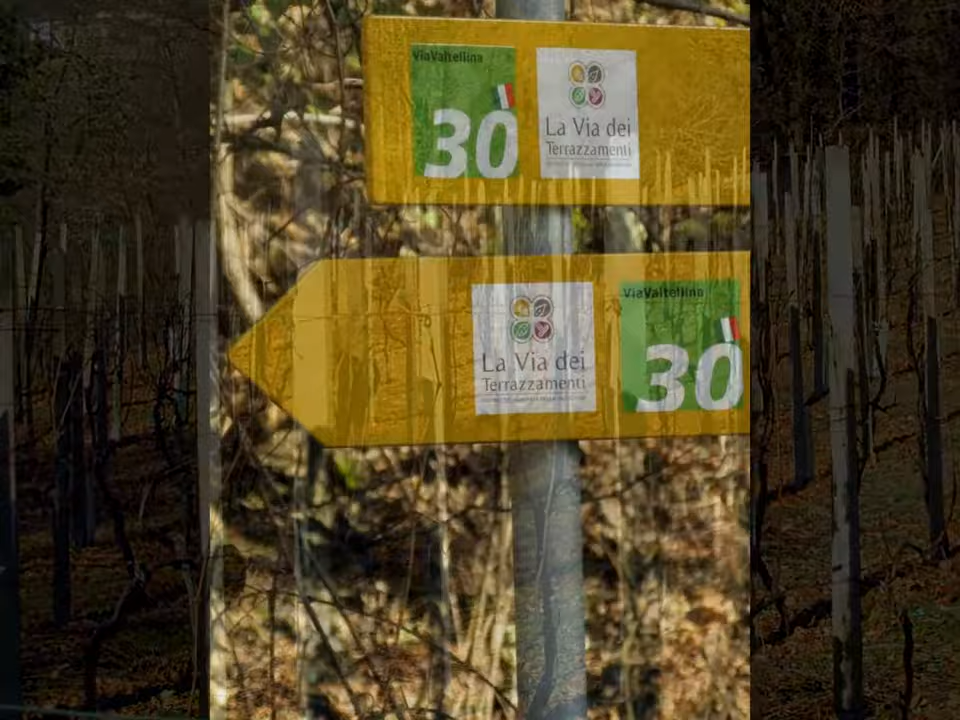 ViaValtellina
30
La Via dei
Terrazzamenti
La Via dei
Terrazzamenti
ViaValtellina
30